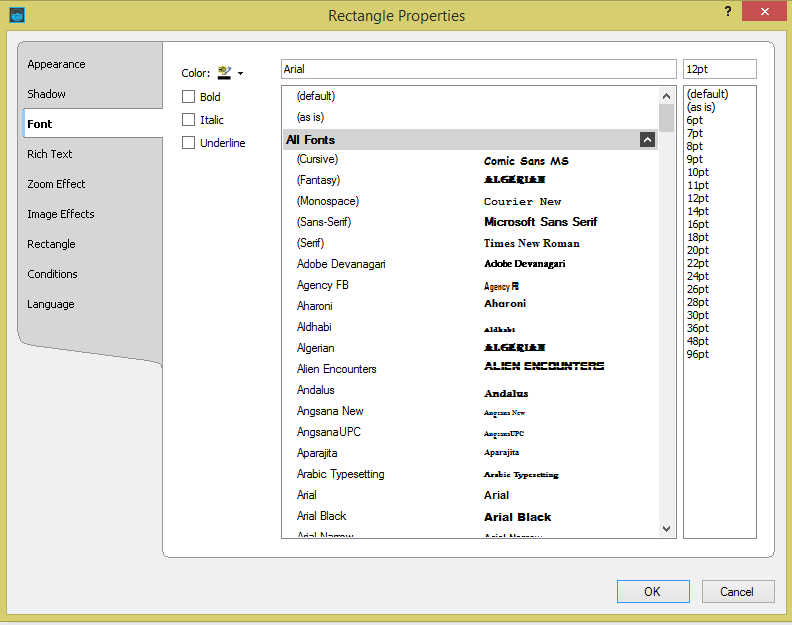 Rectangle Properties
?
Appearance
Shadow
Font
Rich Text
Zoom Effect
Image Effects
Rectangle
Conditions
Language
Color:
Bold
Italic
Underline
Arial
12pt
(default)
(as is)
All Fonts
(Cursive) Comic Sans MS
(Fantasy) ALGERIAN
(Monospace) Courier New
(Sans-Serif) Microsoft Sans Serif
(Serif) Times New Roman
Adobe Devanagari Adobe Devanagari
Agency FB Agency FB
Aharoni Aharoni
Aldhabi Aldhabi
Algerian ALGERIAN
Alien Encounters ALIEN ENCOUNTERS
Andalus Andalus
Angsana New Angsana New
AngsanaUPC AngsanaUPC
Aparajita Aparajita
Arabic Typesetting Arabic Typesetting
Arial Arial
Arial Black Arial Black
Arial Narrow Arial Narrow
(default)
(as is)
6pt
7pt
8pt
9pt
10pt
11pt
12pt
14pt
16pt
18pt
20pt
22pt
24pt
26pt
28pt
30pt
36pt
48pt
96pt
OK
Cancel